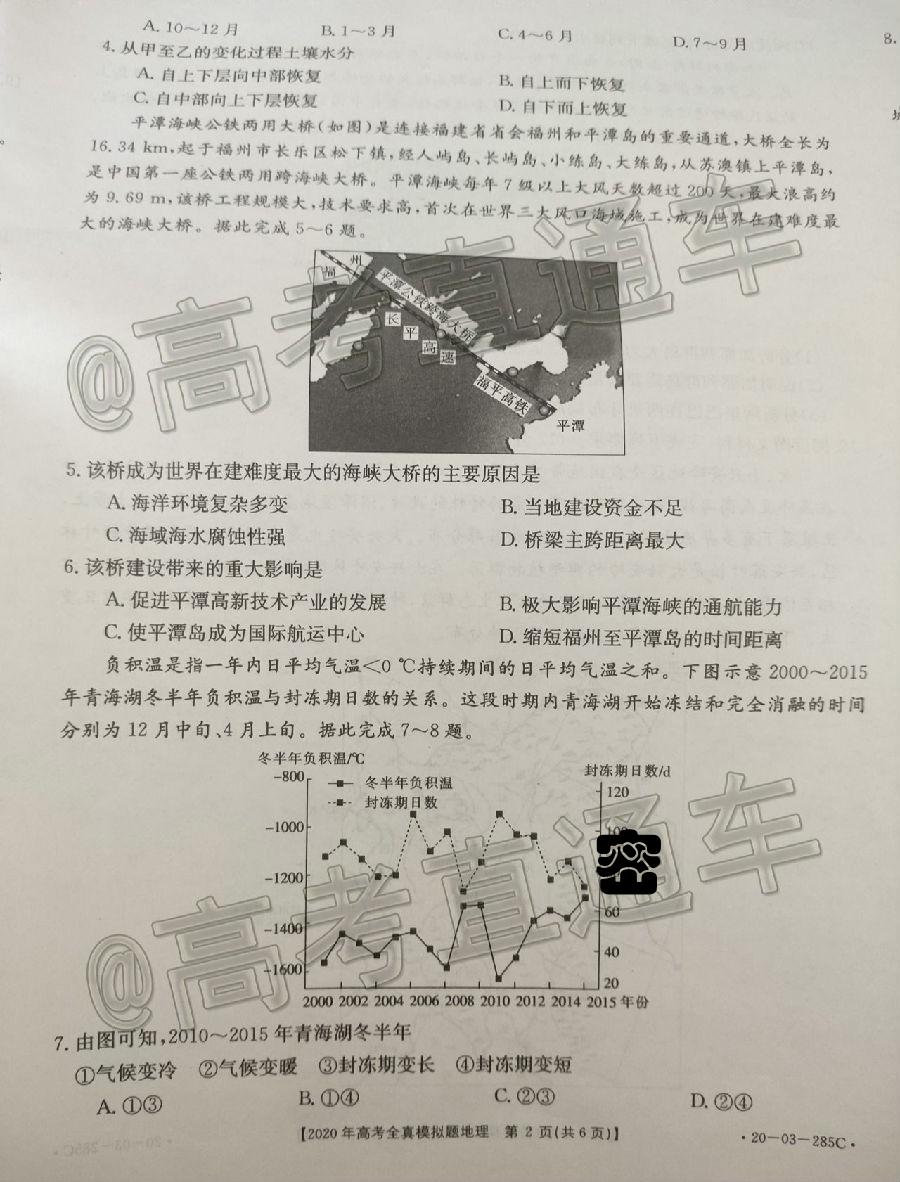 A. 10～12月 B. 1～3月 C. 4～6月 D. 7～9月
8.
4. 从甲至乙的变化过程土壤水分
A. 自上下层向中部恢复 B. 自上而下恢复
C. 自中部向上下层恢复 D. 自下而上恢复
平潭海峡公铁两用大桥(如图)是连接福建省省会福州和平潭岛的重要通道,大桥全长为
16.34 km,起于福州市长乐区松下镇,经人屿岛、长屿岛、小练岛、大练岛,从苏澳镇上平潭岛,
是中国第一座公铁两用跨海峡大桥。平潭海峡每年7级以上大风天数超过200天,最大浪高约
为9.69 m,该桥工程规模大,技术要求高,首次在世界三大风口海域施工,成为世界在建难度最
大的海峡大桥。据此完成5～6题。
福州
平潭公铁跨海大桥
长平高速
福平高铁
平潭
5. 该桥成为世界在建难度最大的海峡大桥的主要原因是
A. 海洋环境复杂多变 B. 当地建设资金不足
C. 海域海水腐蚀性强 D. 桥梁主跨距离最大
6. 该桥建设带来的重大影响是
A. 促进平潭高新技术产业的发展 B. 极大影响平潭海峡的通航能力
C. 使平潭岛成为国际航运中心 D. 缩短福州至平潭岛的时间距离
负积温是指一年内日平均气温<0 ℃持续期间的日平均气温之和。下图示意2000～2015
年青海湖冬半年负积温与封冻期日数的关系。这段时期内青海湖开始冻结和完全消融的时间
分别为12月中旬、4月上旬。据此完成7～8题。
冬半年负积温/℃ 封冻期日数/d
-800 冬半年负积温 120
封冻期日数
-1000 100
-1200
-1400 60
40
-1600 20
2000 2002 2004 2006 2008 2010 2012 2014 2015 年份
7. 由图可知,2010～2015年青海湖冬半年
①气候变冷 ②气候变暖 ③封冻期变长 ④封冻期变短
A. ①③ B. ①④ C. ②③ D. ②④
【2020年高考全真模拟题地理 第2页(共6页)】 ·20-03-285C·
@高考直通车
@高考直通车